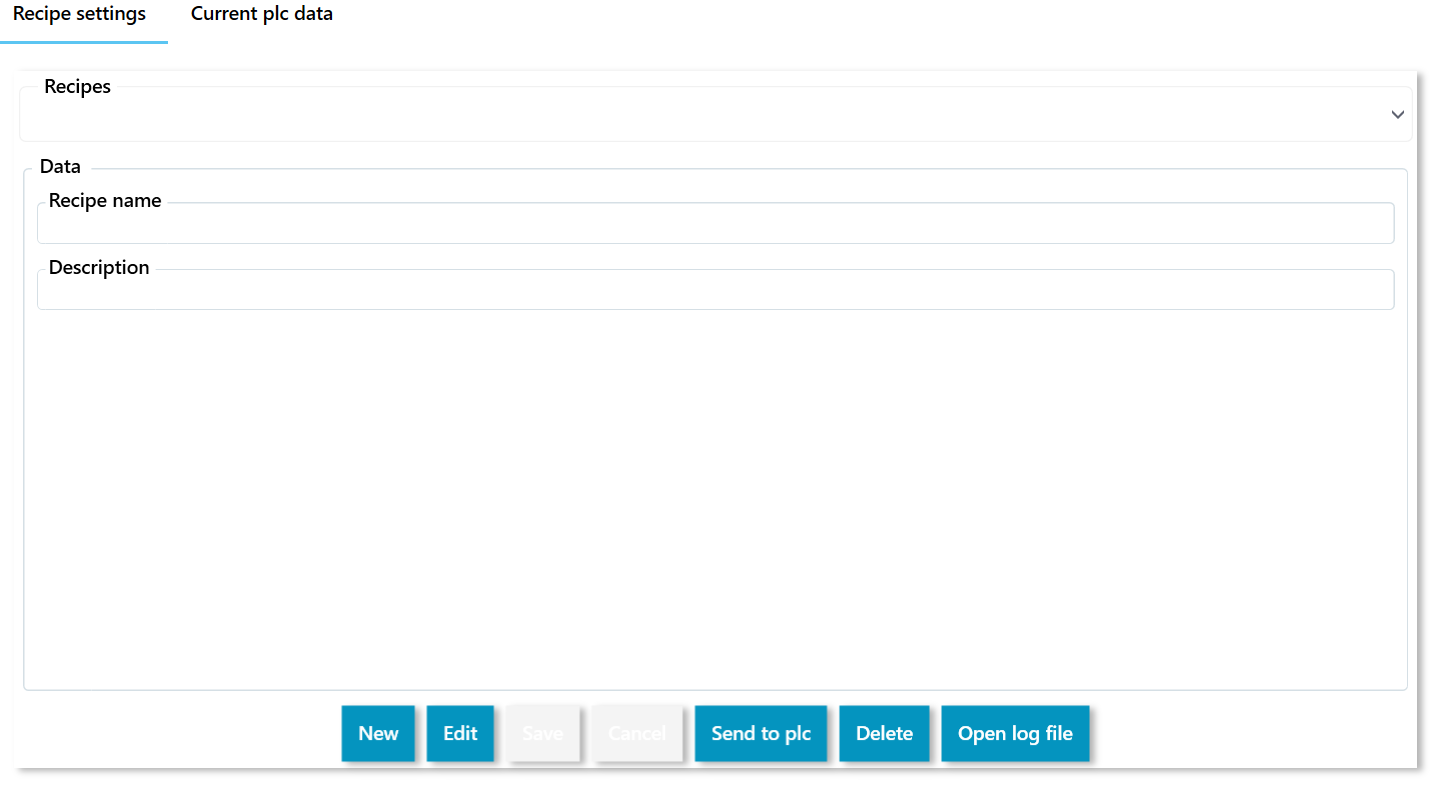 Recipe settings Current plc data
Recipes
Data
Recipe name
Description
New Edit Save Cancel Send to plc Delete Open log file